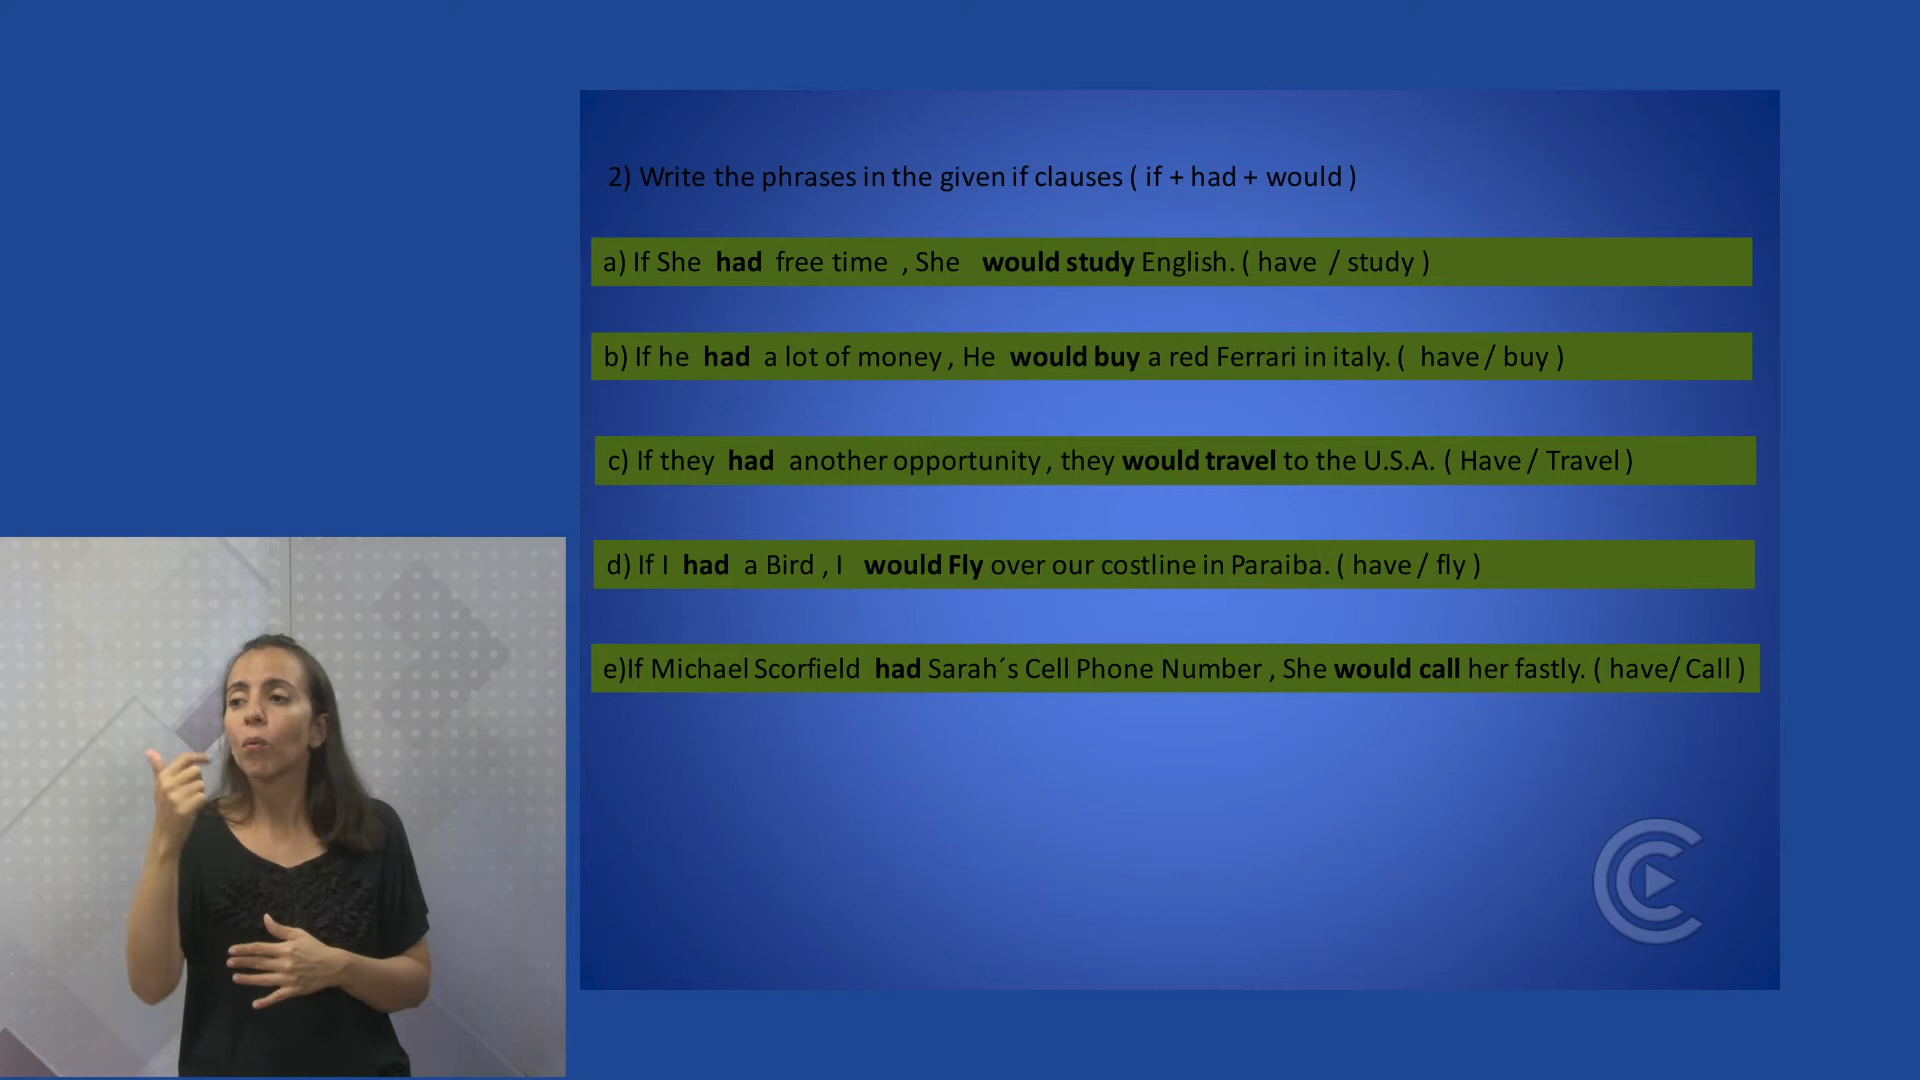 2) Write the phrases in the given if clauses ( if + had + would )
a) If She had free time , She would study English. ( have / study )
b) If he had a lot of money , He would buy a red Ferrari in italy. ( have / buy )
c) If they had another opportunity , they would travel to the U.S.A. ( Have / Travel )
d) If I had a Bird , I would Fly over our costline in Paraiba. ( have / fly )
e)If Michael Scorfield had Sarah´s Cell Phone Number , She would call her fastly. ( have/ Call )